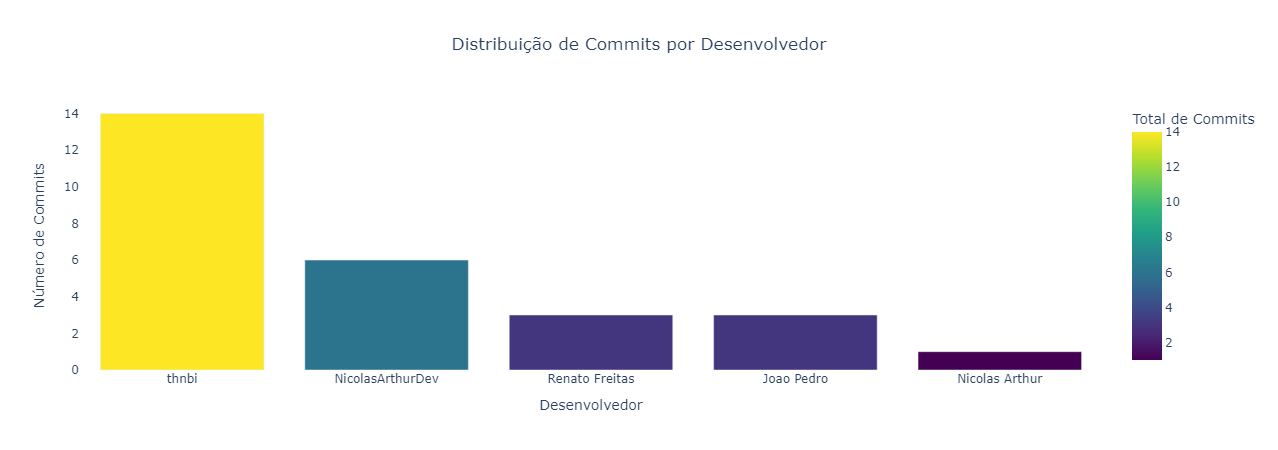 Distribuição de Commits por Desenvolvedor
Número de Commits
14
12
10
8
6
4
2
0
thnbi
NicolasArthurDev
Renato Freitas
Joao Pedro
Nicolas Arthur
Desenvolvedor
Total de Commits
14
12
10
8
6
4
2